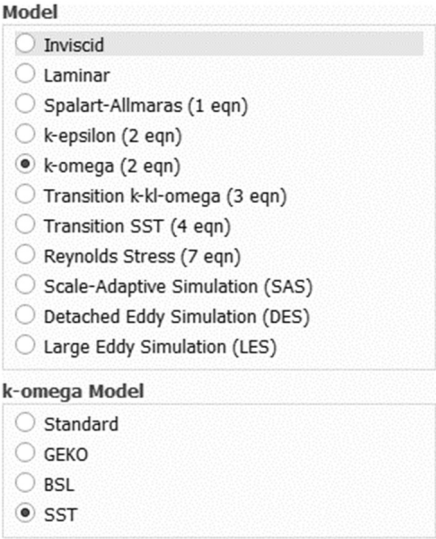 Model
Inviscid
Laminar
Spalart-Allmaras (1 eqn)
k-epsilon (2 eqn)
k-omega (2 eqn)
Transition k-kl-omega (3 eqn)
Transition SST (4 eqn)
Reynolds Stress (7 eqn)
Scale-Adaptive Simulation (SAS)
Detached Eddy Simulation (DES)
Large Eddy Simulation (LES)
k-omega Model
Standard
GEKO
BSL
SST